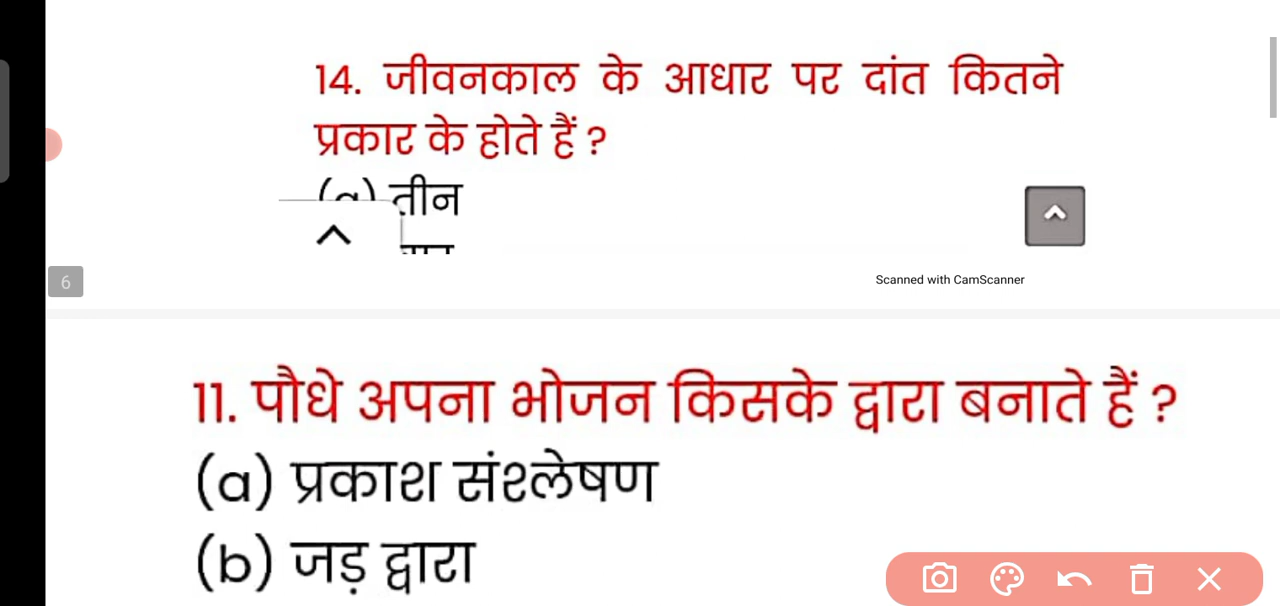 14. जीवनकाल के आधार पर दांत कितने
प्रकार के होते हैं ?
(a) तीन
6
Scanned with CamScanner
11. पौधे अपना भोजन किसके द्वारा बनाते हैं ?
(a) प्रकाश संश्लेषण
(b) जड़ द्वारा